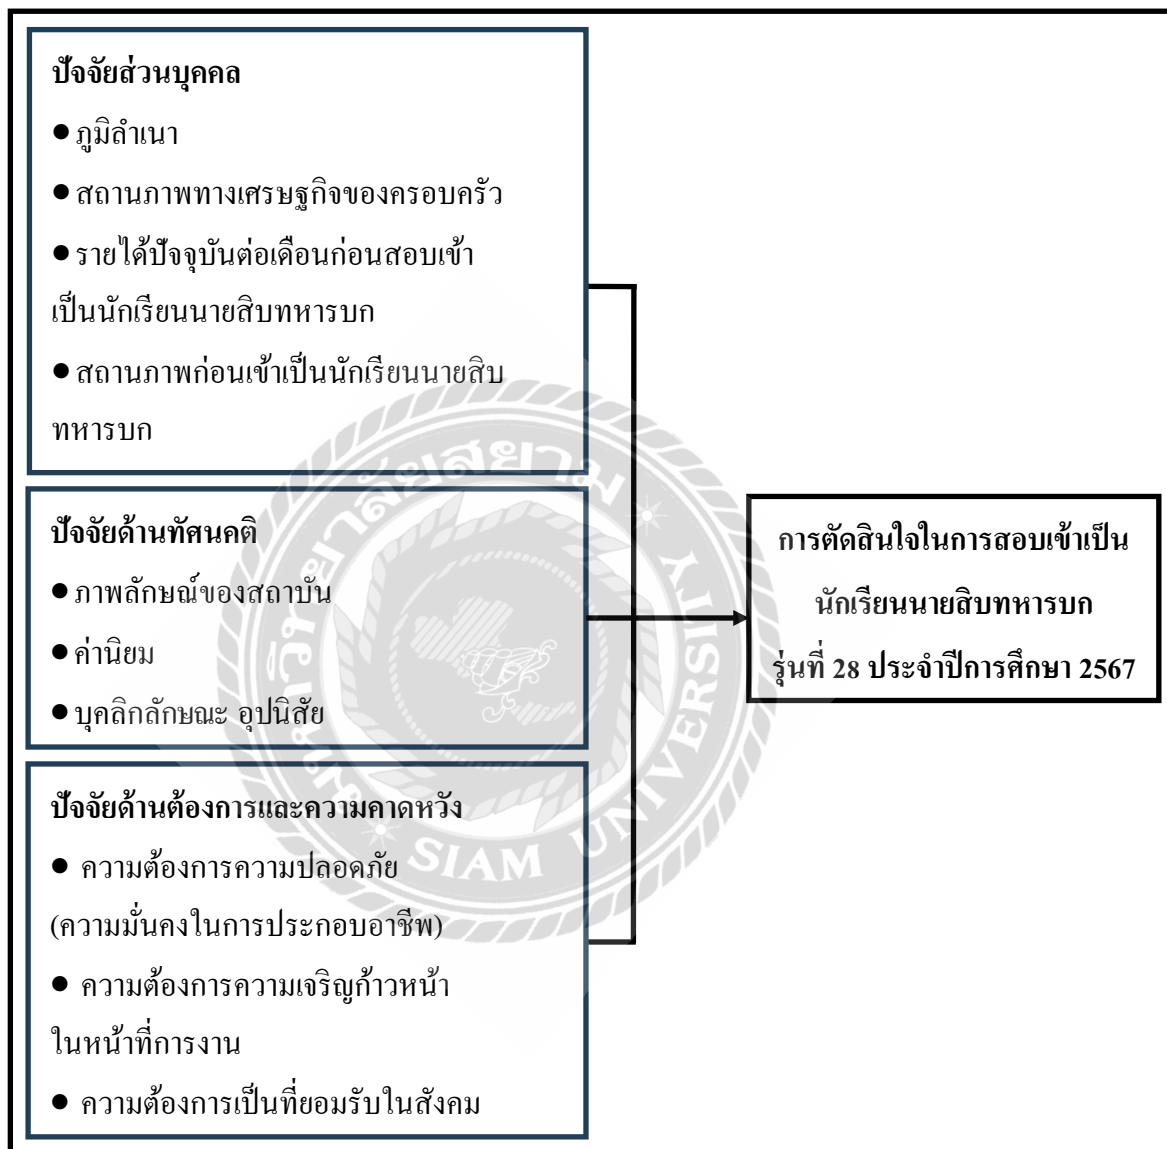 ปัจจัยส่วนบุคคล
● ภูมิลำเนา
● สถานภาพทางเศรษฐกิจของครอบครัว
● รายได้ปัจจุบันต่อเดือนก่อนสอบเข้า
เป็นนักเรียนนายสิบทหารบก
● สถานภาพก่อนเข้าเป็นนักเรียนนายสิบ
ทหารบก
ปัจจัยด้านทัศนคติ
● ภาพลักษณ์ของสถาบัน
● ค่านิยม
● บุคลิกลักษณะ อุปนิสัย
ปัจจัยด้านต้องการและความคาดหวัง
● ความต้องการความปลอดภัย
(ความมั่นคงในการประกอบอาชีพ)
● ความต้องการความเจริญก้าวหน้า
ในหน้าที่การงาน
● ความต้องการเป็นที่ยอมรับในสังคม
การตัดสินใจในการสอบเข้าเป็น
นักเรียนนายสิบทหารบก
รุ่นที่ 28 ประจำปีการศึกษา 2567
มหาวิทยาลัยสยาม
SIAM UNIVERSITY